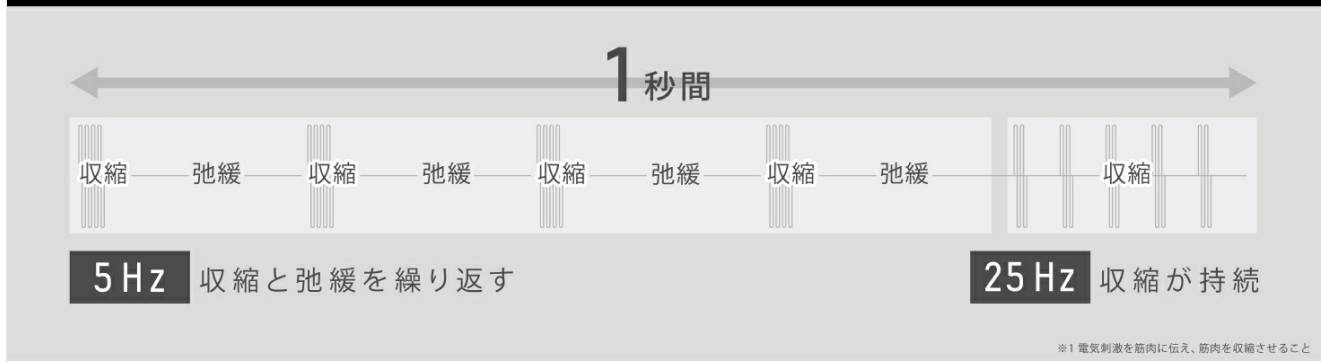 1秒間
収縮 弛緩 収縮 弛緩 収縮 弛緩 収縮 弛緩 収縮
5Hz 収縮と弛緩を繰り返す 25Hz 収縮が持続
※1 電気刺激を筋肉に伝え、筋肉を収縮させること